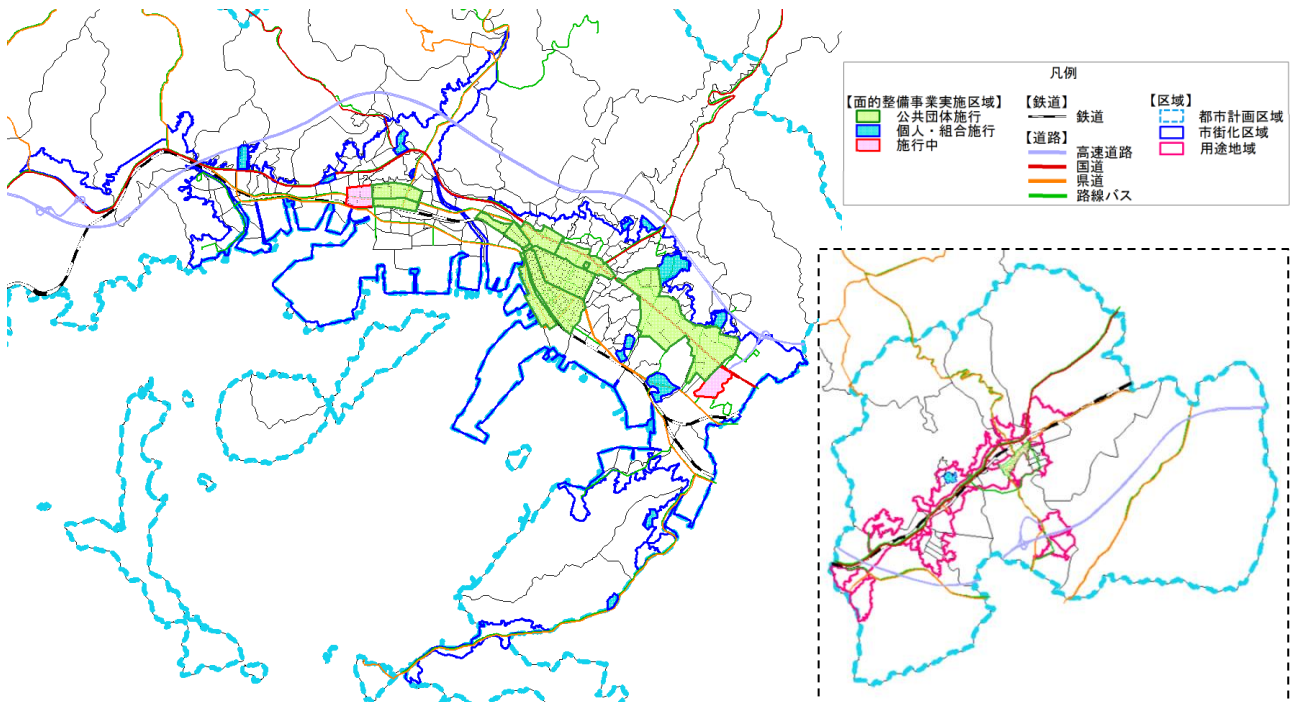 凡例
【面的整備事業実施区域】
公共団体施行
個人・組合施行
施行中
【鉄道】
鉄道
【道路】
高速道路
国道
県道
路線バス
【区域】
都市計画区域
市街化区域
用途地域